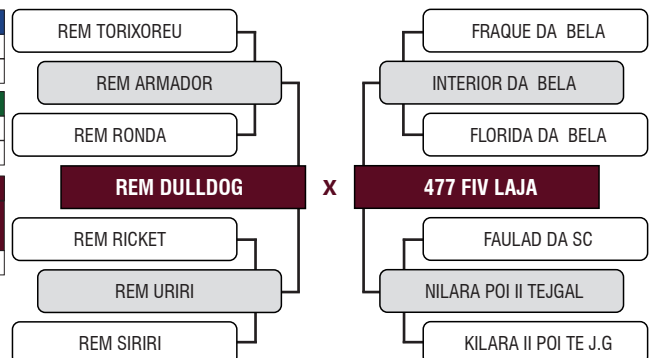 REM TORIXOREU
REM ARMADOR
REM RONDA
REM DULLDOG
REM RICKET
REM URIRI
REM SIRIRI
X
FRAQUE DA BELA
INTERIOR DA BELA
FLORIDA DA BELA
477 FIV LAJA
FAULAD DA SC
NILARA POI II TEJGAL
KILARA II POI TE J.G